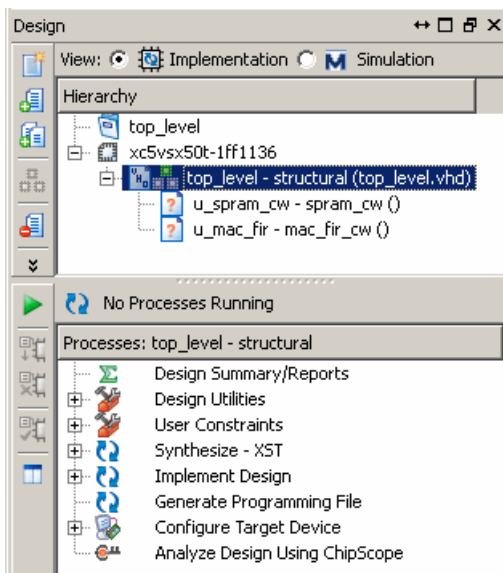 Design
View: Implementation Simulation
Hierarchy
top_level
xc5vsx50t-1ff1136
top_level - structural (top_level.vhd)
u_spram_cw - spram_cw ()
u_mac_fir - mac_fir_cw ()
No Processes Running
Processes: top_level - structural
Design Summary/Reports
Design Utilities
User Constraints
Synthesize - XST
Implement Design
Generate Programming File
Configure Target Device
Analyze Design Using ChipScope